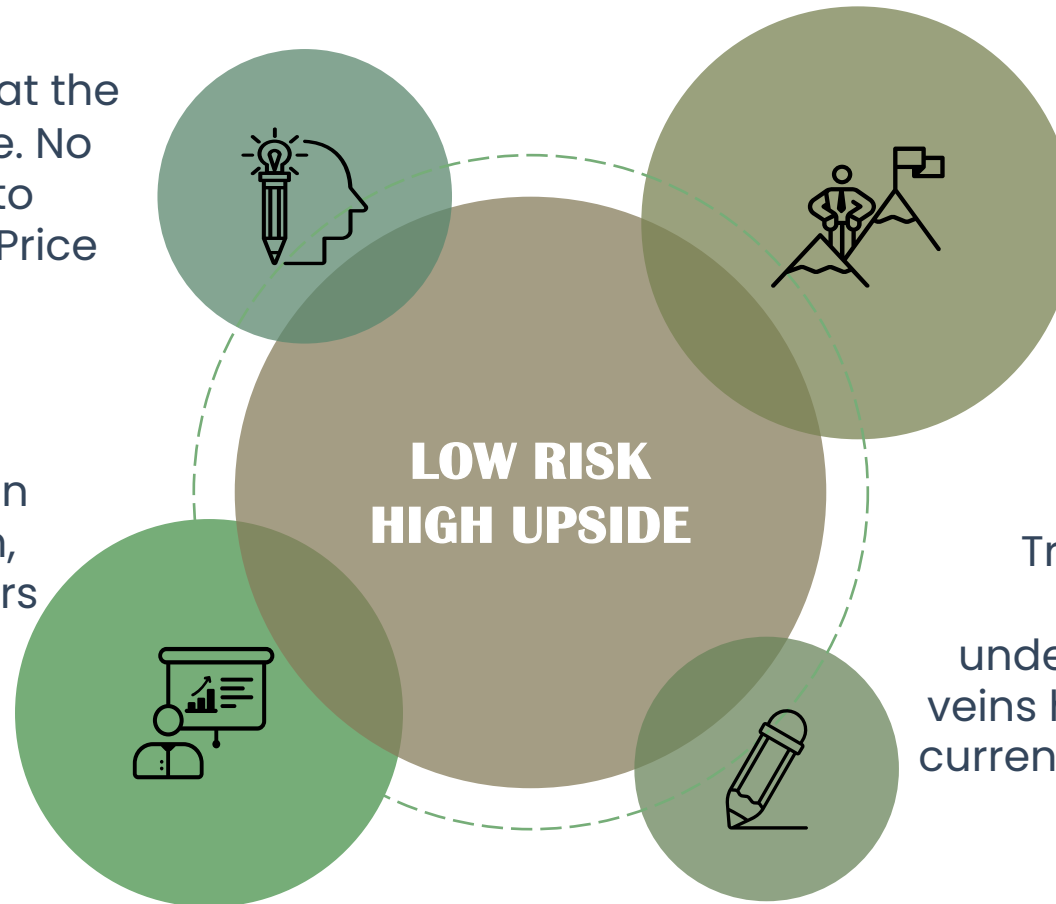 at the
e. No
to
Price
n
n,
rs
LOW RISK
HIGH UPSIDE
Tr
unde
veins
curren